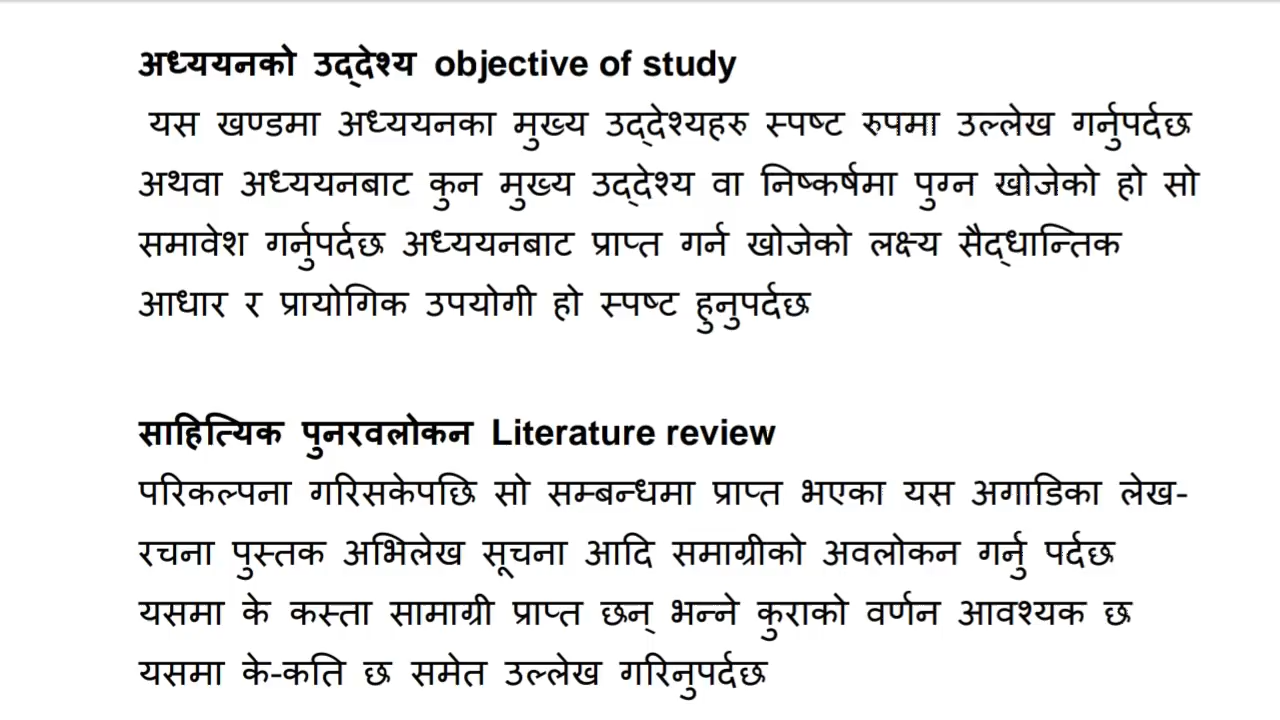 अध्ययनको उद्देश्य objective of study
यस खण्डमा अध्ययनका मुख्य उद्देश्यहरु स्पष्ट रुपमा उल्लेख गर्नुपर्दछ
अथवा अध्ययनबाट कुन मुख्य उद्देश्य वा निष्कर्षमा पुग्न खोजेको हो सो
समावेश गर्नुपर्दछ अध्ययनबाट प्राप्त गर्न खोजेको लक्ष्य सैद्धान्तिक
आधार र प्रायोगिक उपयोगी हो स्पष्ट हुनुपर्दछ
साहित्यिक पुनरवलोकन Literature review
परिकल्पना गरिसकेपछि सो सम्बन्धमा प्राप्त भएका यस अगाडिका लेख-
रचना पुस्तक अभिलेख सूचना आदि समाग्रीको अवलोकन गर्नु पर्दछ
यसमा के कस्ता सामाग्री प्राप्त छन् भन्ने कुराको वर्णन आवश्यक छ
यसमा के-कति छ समेत उल्लेख गरिनुपर्दछ